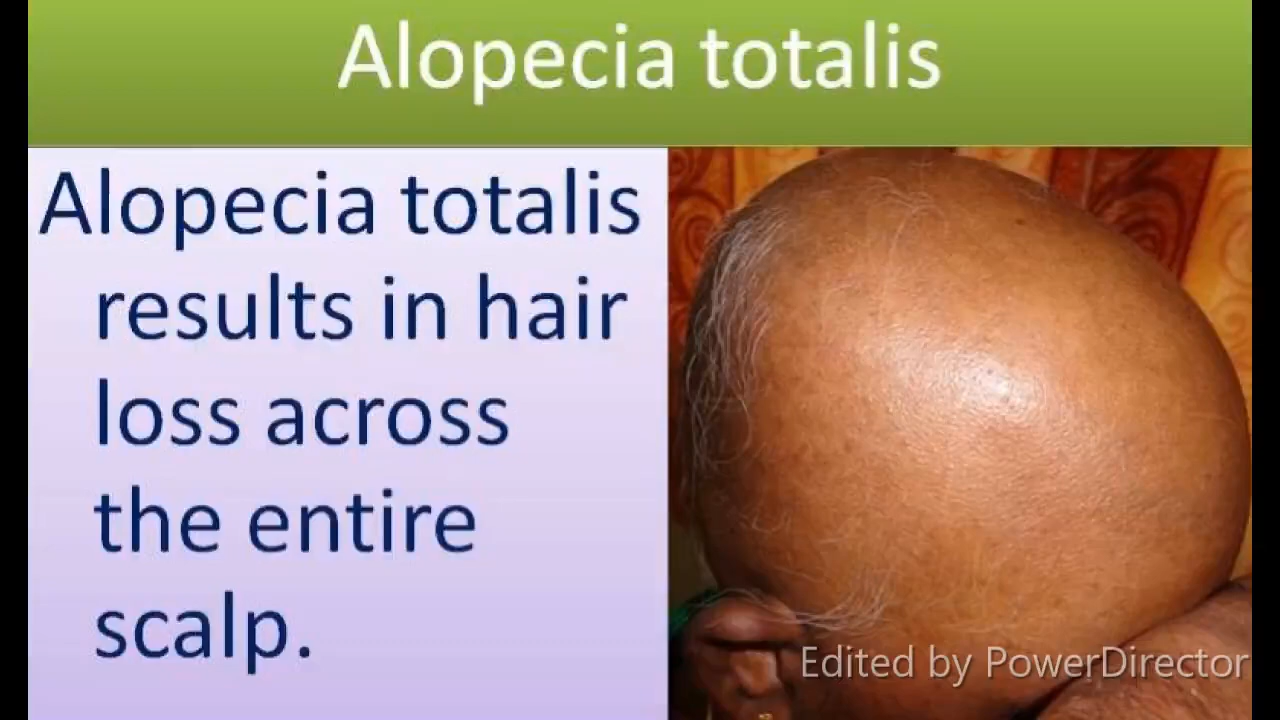 Alopecia totalis
Alopecia totalis
results in hair
loss across
the entire
scalp.
Edited by PowerDirector